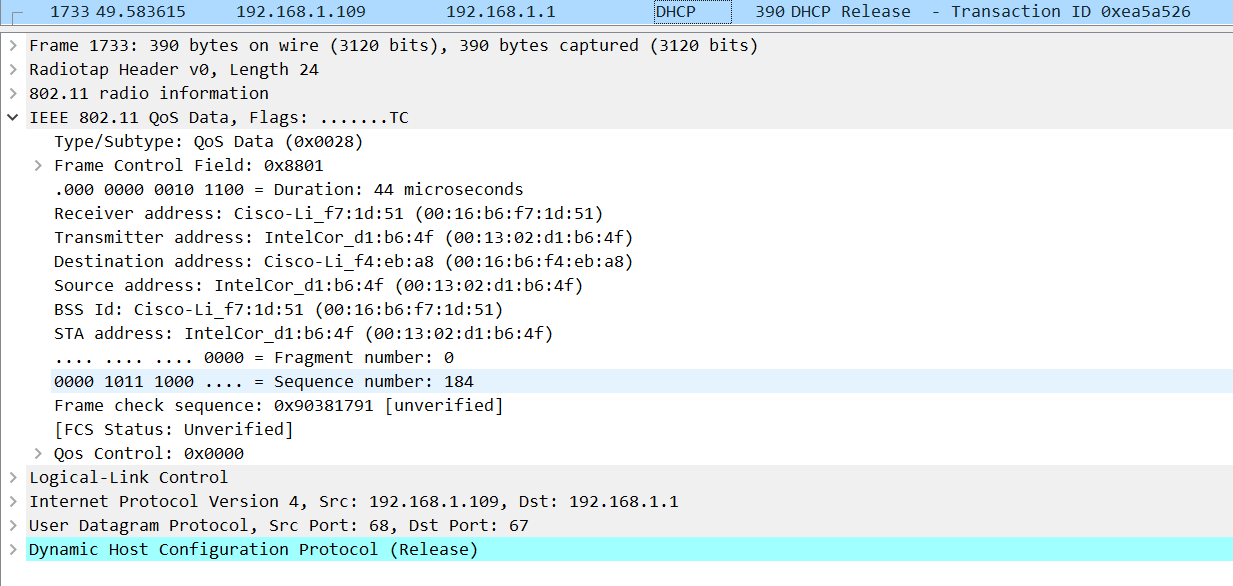 1733 49.583615 192.168.1.109 192.168.1.1 DHCP 390 DHCP Release - Transaction ID 0xea5a526
Frame 1733: 390 bytes on wire (3120 bits), 390 bytes captured (3120 bits)
Radiotap Header v0, Length 24
802.11 radio information
IEEE 802.11 QoS Data, Flags: .......TC
Type/Subtype: QoS Data (0x0028)
Frame Control Field: 0x8801
.000 0000 0010 1100 = Duration: 44 microseconds
Receiver address: Cisco-Li_f7:1d:51 (00:16:b6:f7:1d:51)
Transmitter address: IntelCor_d1:b6:4f (00:13:02:d1:b6:4f)
Destination address: Cisco-Li_f4:eb:a8 (00:16:b6:f4:eb:a8)
Source address: IntelCor_d1:b6:4f (00:13:02:d1:b6:4f)
BSS Id: Cisco-Li_f7:1d:51 (00:16:b6:f7:1d:51)
STA address: IntelCor_d1:b6:4f (00:13:02:d1:b6:4f)
.... .... .... 0000 = Fragment number: 0
0000 1011 1000 .... = Sequence number: 184
Frame check sequence: 0x90381791 [unverified]
[FCS Status: Unverified]
Qos Control: 0x0000
Logical-Link Control
Internet Protocol Version 4, Src: 192.168.1.109, Dst: 192.168.1.1
User Datagram Protocol, Src Port: 68, Dst Port: 67
Dynamic Host Configuration Protocol (Release)